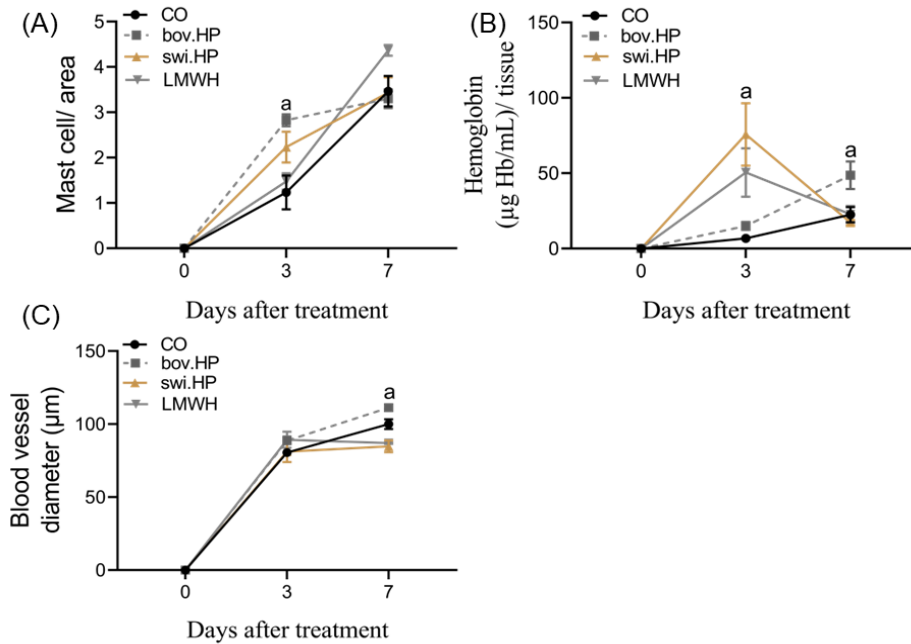 (A)
CO
bov.HP
swi.HP
LMWH
Mast cell/ area
5
4
3
2
1
0
a
0 3 7
Days after treatment
(B)
CO
bov.HP
swi.HP
LMWH
Hemoglobin
(µg Hb/mL)/ tissue
150
100
50
0
a
a
0 3 7
Days after treatment
(C)
CO
bov.HP
swi.HP
LMWH
Blood vessel
diameter (µm)
150
100
50
0
a
0 3 7
Days after treatment